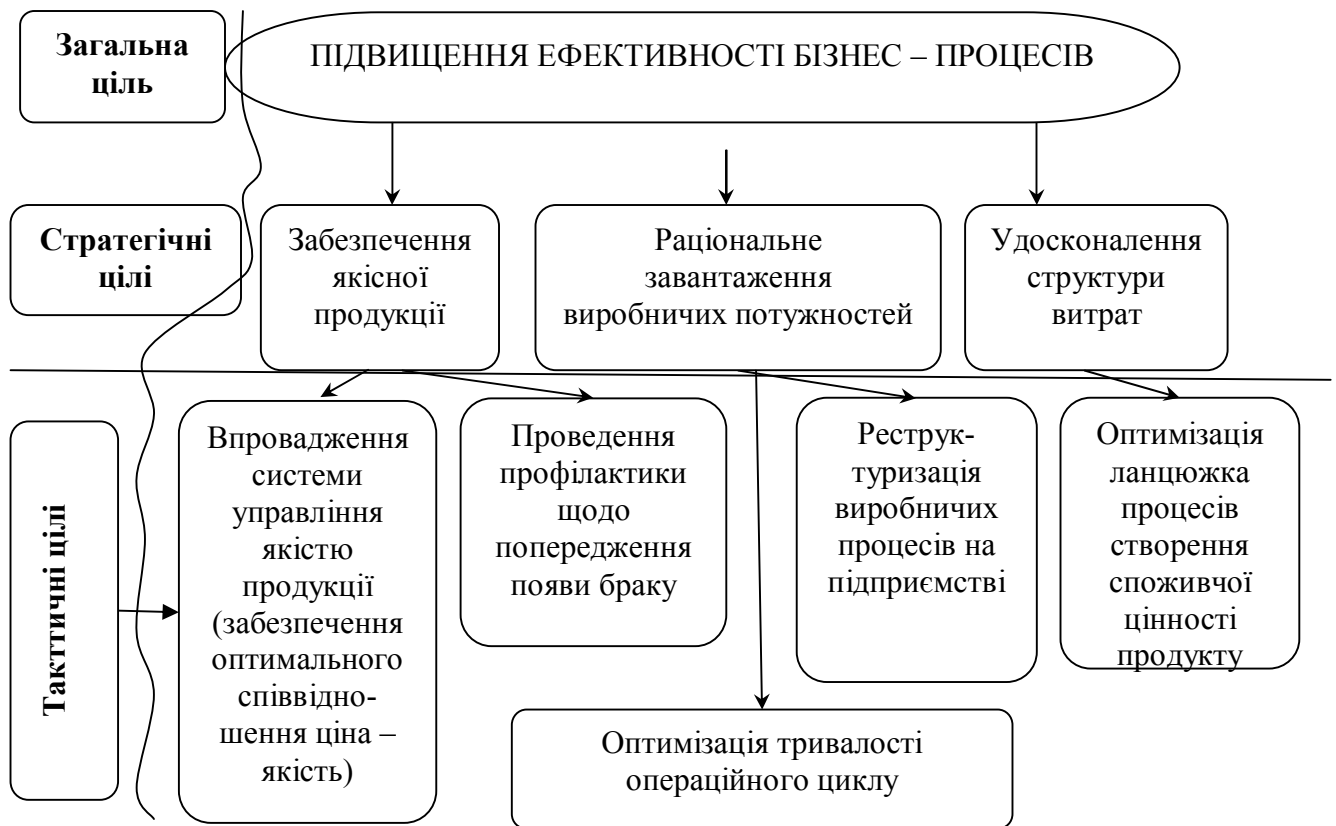 Загальна
ціль
ПІДВИЩЕННЯ ЕФЕКТИВНОСТІ БІЗНЕС – ПРОЦЕСІВ
Стратегічні
цілі
Забезпечення
якісної
продукції
Раціональне
завантаження
виробничих потужностей
Удосконалення
структури
витрат
Такттичні цілі
Впровадження
системи
управління
якістю
продукції
(забезпечення
оптимального
співвідно-
шення ціна –
якість)
Проведення
профілактики
щодо
попередження
появи браку
Реструк-
туризація
виробничих
процесів на
підприємстві
Оптимізація
ланцюжка
процесів
створення
споживчої
цінності
продукту
Оптимізація тривалості
операційного циклу